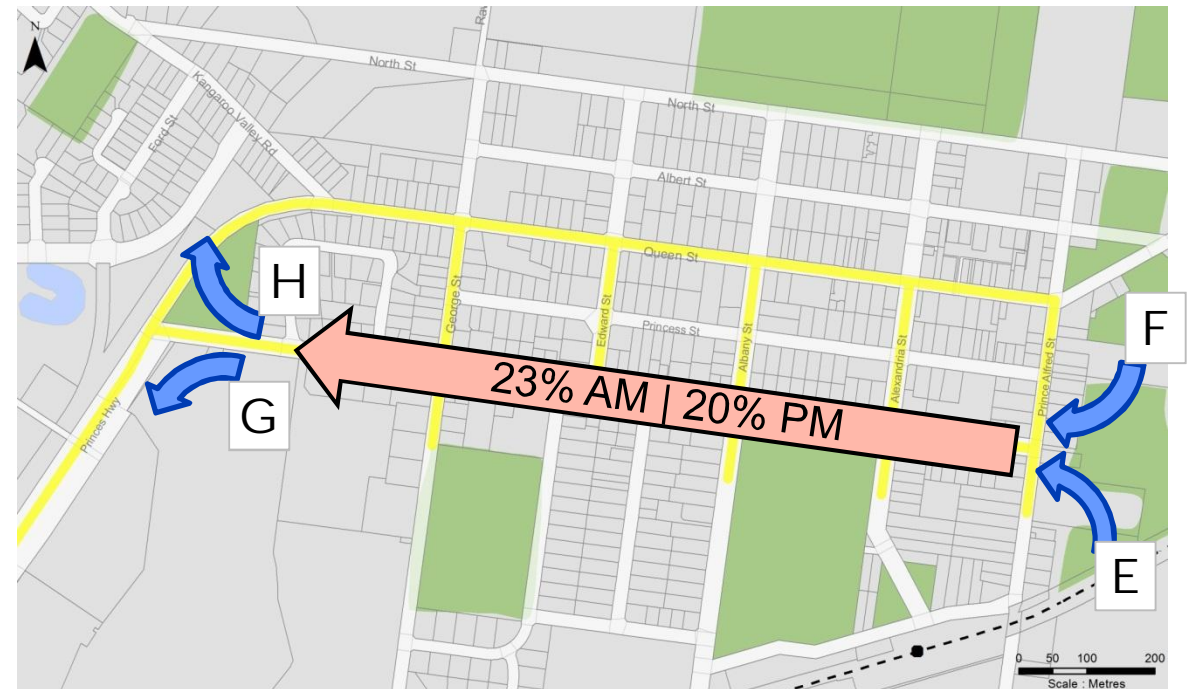 N
Ra
North St
Kangaroo Valley Rd
North St
Ford St
Albert St
H
Queen St
George St
F
Edward St
Princess St
Albany St
Alexandria St
Prince Alfred St
23% AM | 20% PM
G
Princes Hwy
E
0 50 100 200
Scale : Metres